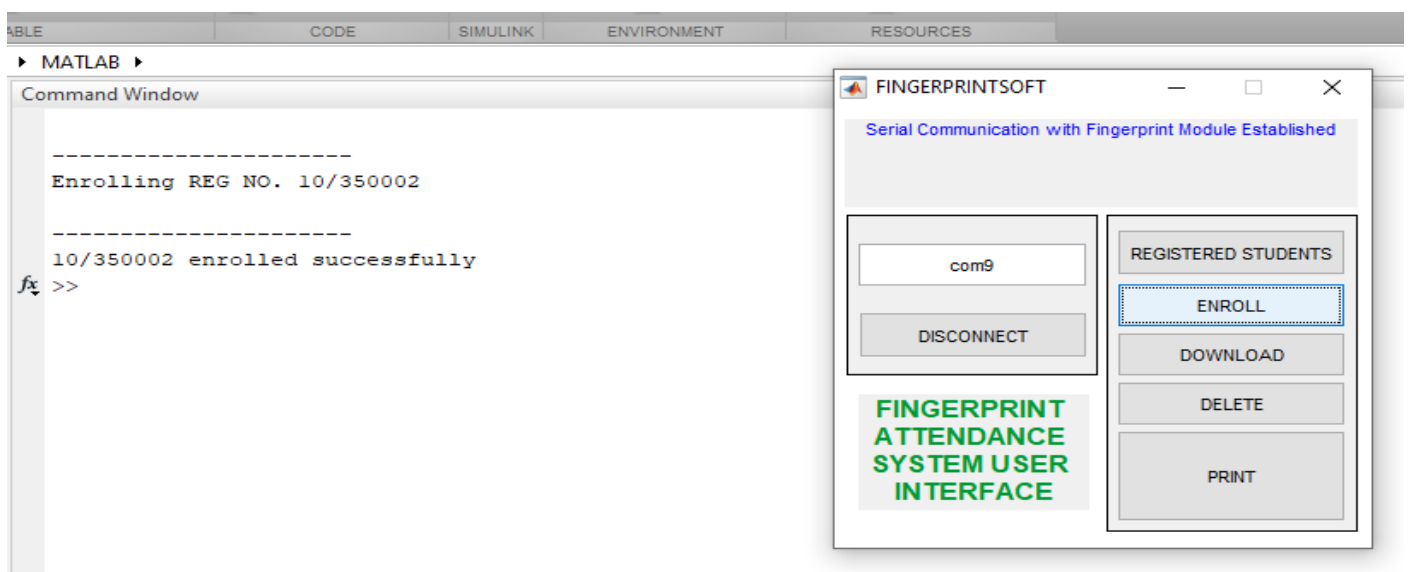 ABLE
CODE
SIMULINK
ENVIRONMENT
RESOURCES
MATLAB
Command Window
----------------------
Enrolling REG NO. 10/350002
----------------------
10/350002 enrolled successfully
fx >>
FINGERPRINTSOFT
Serial Communication with Fingerprint Module Established
com9
DISCONNECT
FINGERPRINT
ATTENDANCE
SYSTEM USER
INTERFACE
REGISTERED STUDENTS
ENROLL
DOWNLOAD
DELETE
PRINT